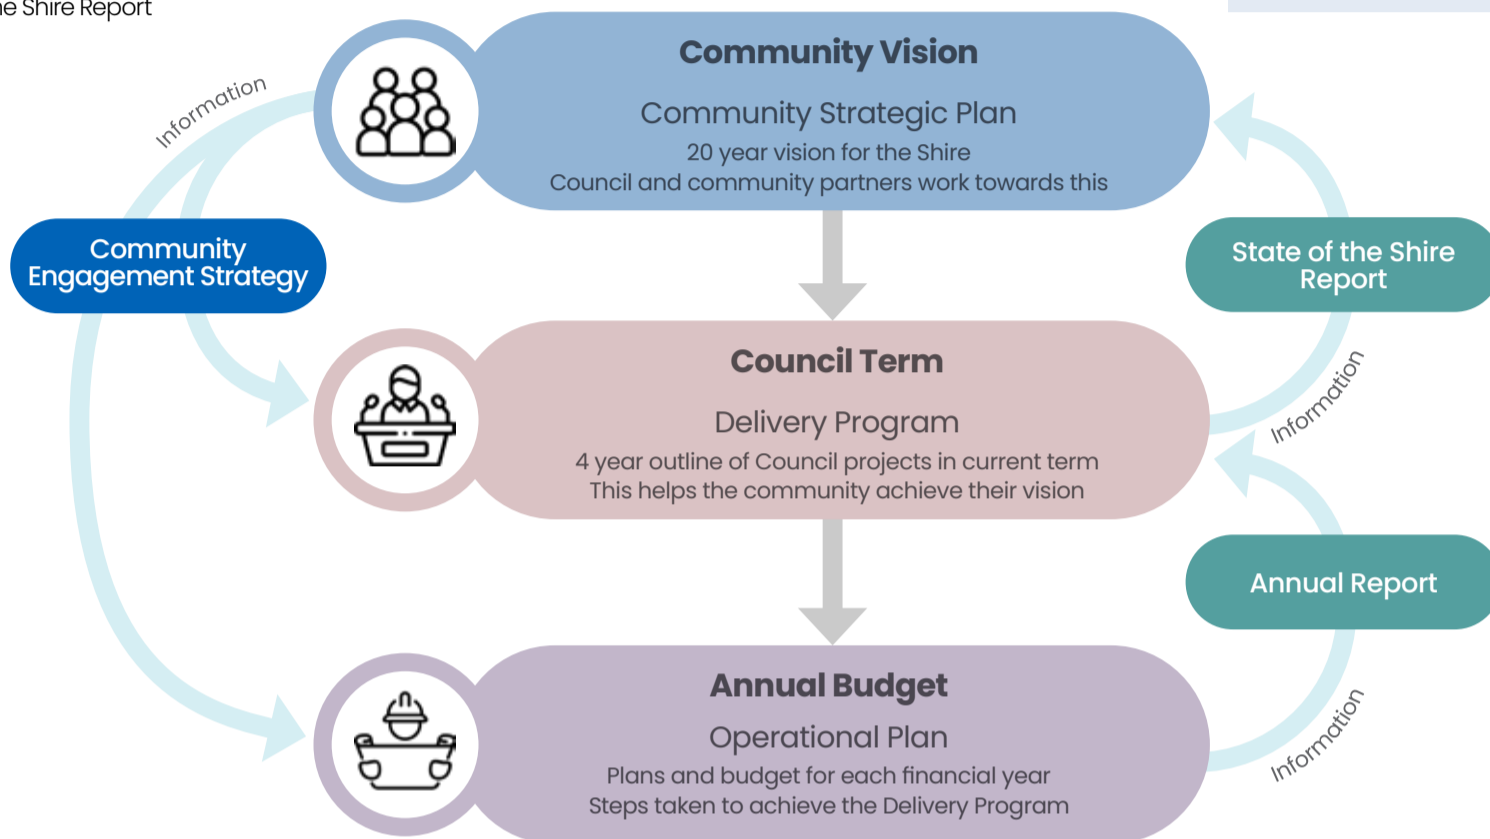 he Shire Report
Community Vision
Community Strategic Plan
20 year vision for the Shire
Council and community partners work towards this
Information
Community
Engagement Strategy
State of the Shire
Report
Information
Council Term
Delivery Program
4 year outline of Council projects in current term
This helps the community achieve their vision
Annual Report
Information
Annual Budget
Operational Plan
Plans and budget for each financial year
Steps taken to achieve the Delivery Program